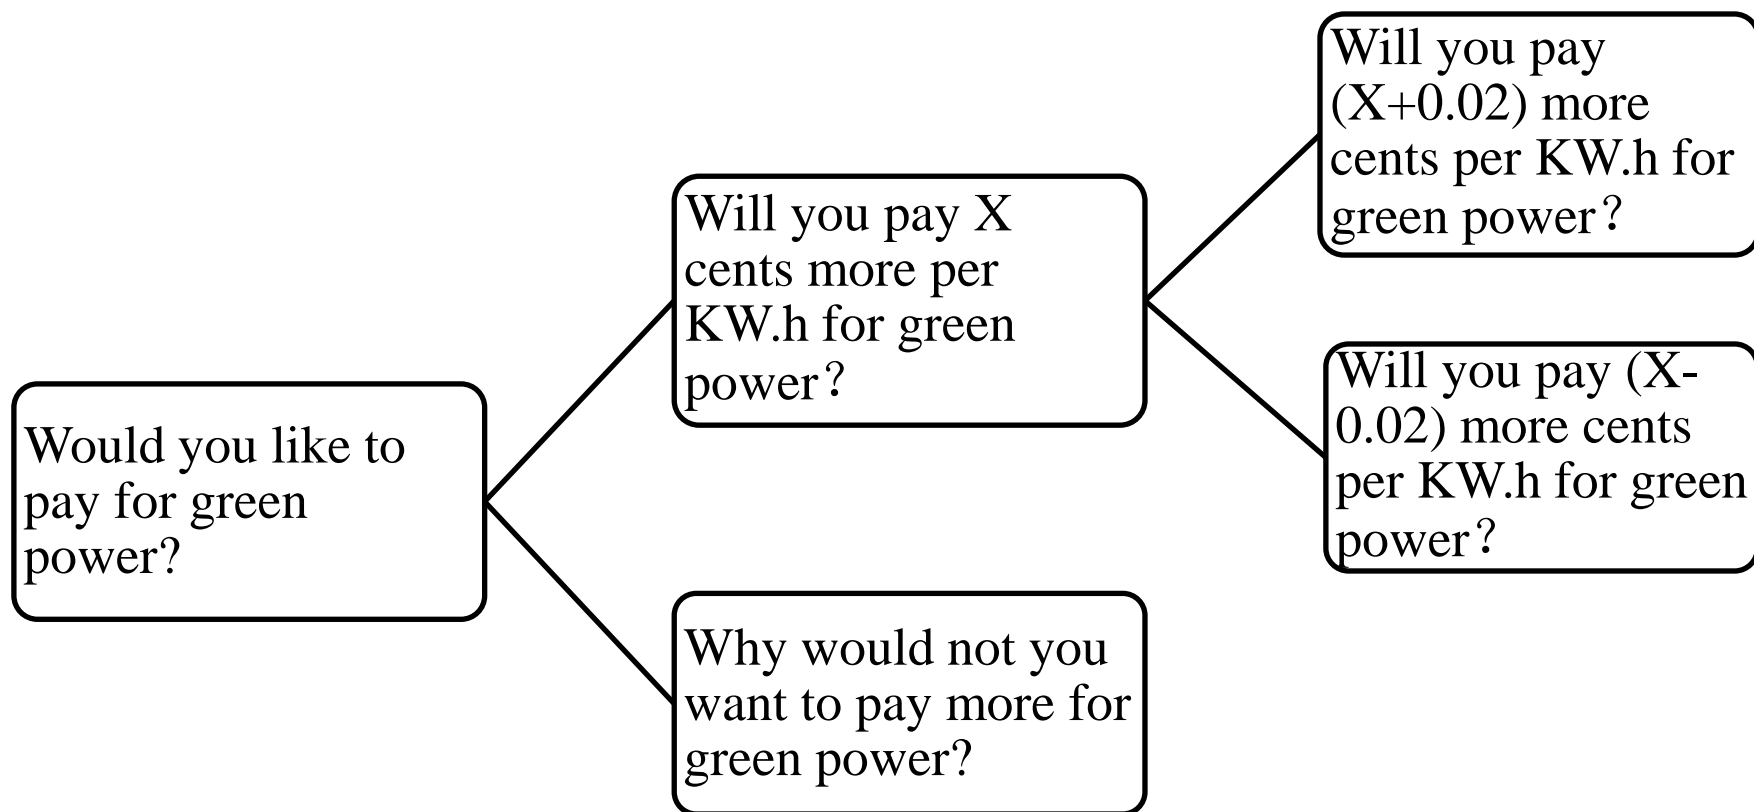 Would you like to
pay for green
power?
Will you pay X
cents more per
KW.h for green
power？
Why would not you
want to pay more for
green power?
Will you pay
(X+0.02) more
cents per KW.h for
green power？
Will you pay (X-
0.02) more cents
per KW.h for green
power？